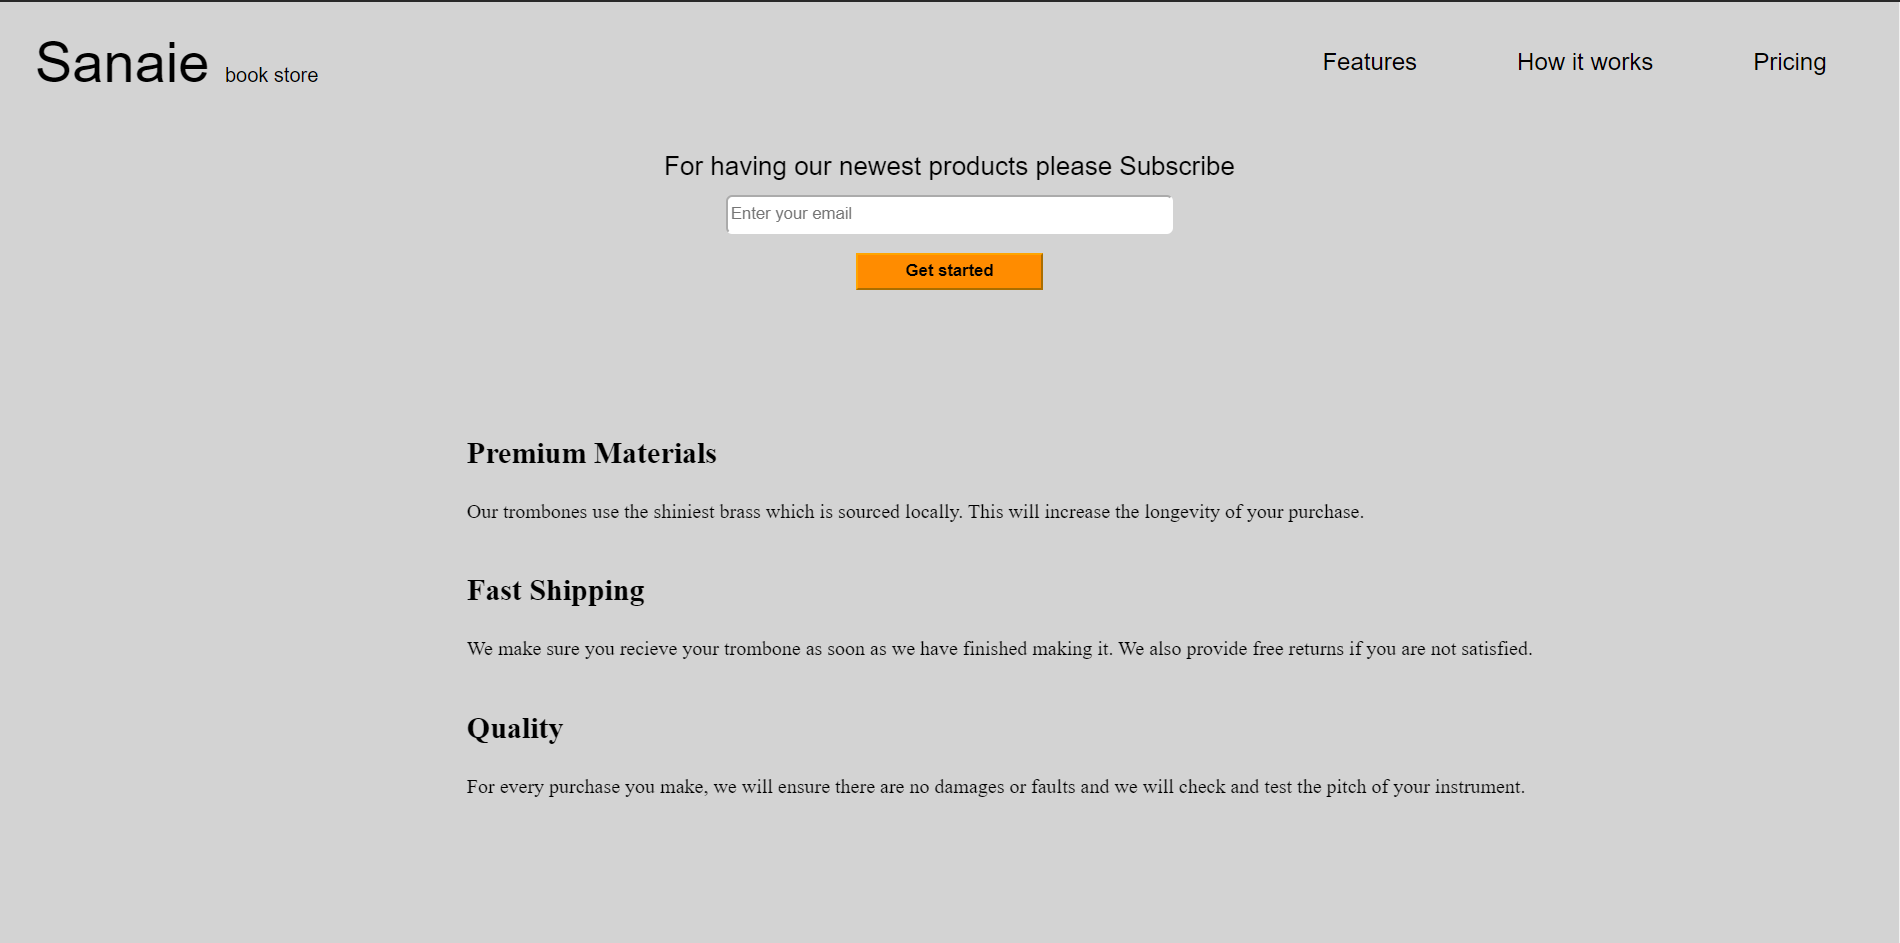 Sanaie book store
Features How it works Pricing
For having our newest products please Subscribe
Enter your email
Get started
Premium Materials
Our trombones use the shiniest brass which is sourced locally. This will increase the longevity of your purchase.
Fast Shipping
We make sure you recieve your trombone as soon as we have finished making it. We also provide free returns if you are not satisfied.
Quality
For every purchase you make, we will ensure there are no damages or faults and we will check and test the pitch of your instrument.